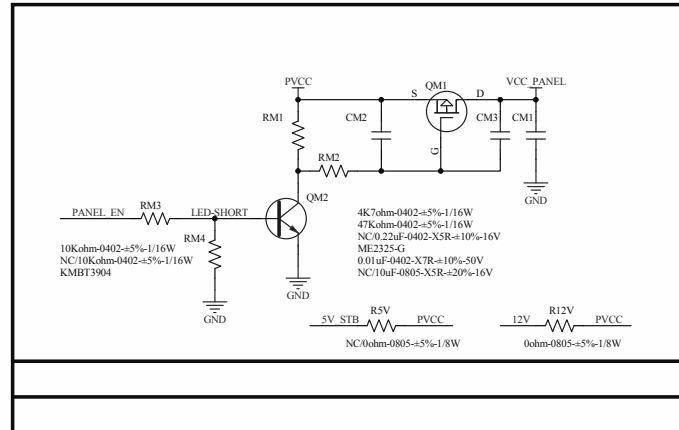 PVCC
QM1
VCC_PANEL
S
D
RM1
CM2
CM3
CM1
G
RM2
QM2
GND
PANEL_EN
RM3
LED-SHORT
RM4
4K7ohm-0402-±5%-1/16W
47Kohm-0402-±5%-1/16W
NC/0.22uF-0402-X5R-±10%-16V
ME2325-G
0.01uF-0402-X7R-±10%-50V
NC/10uF-0805-X5R-±20%-16V
10Kohm-0402-±5%-1/16W
NC/10Kohm-0402-±5%-1/16W
KMBT3904
GND
GND
5V_STB
R5V
PVCC
NC/0ohm-0805-±5%-1/8W
12V
R12V
PVCC
0ohm-0805-±5%-1/8W